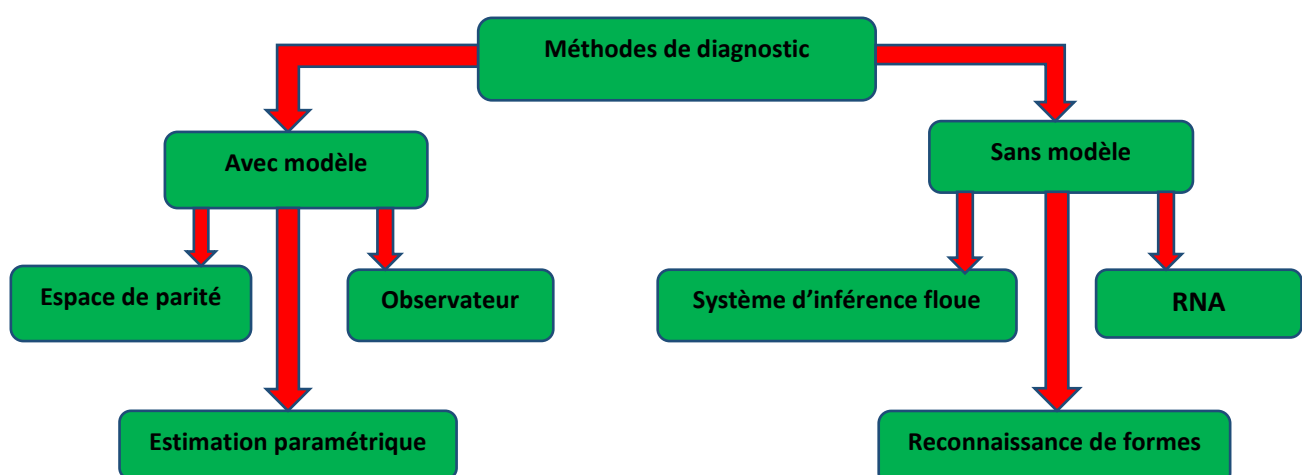 Méthodes de diagnostic
Avec modèle
Sans modèle
Espace de parité
Observateur
Système d’inférence floue
RNA
Estimation paramétrique
Reconnaissance de formes